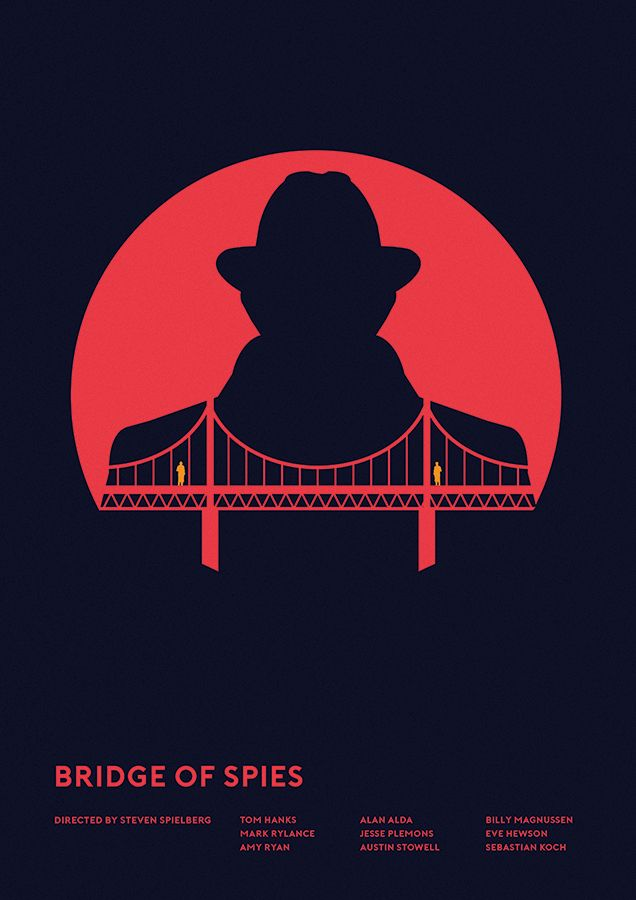 BRIDGE OF SPIES
DIRECTED BY STEVEN SPIELBERG
TOM HANKS
MARK RYLANCE
AMY RYAN
ALAN ALDA
JESSE PLEMONS
AUSTIN STOWELL
BILLY MAGNUSSEN
EVE HEWSON
SEBASTIAN KOCH